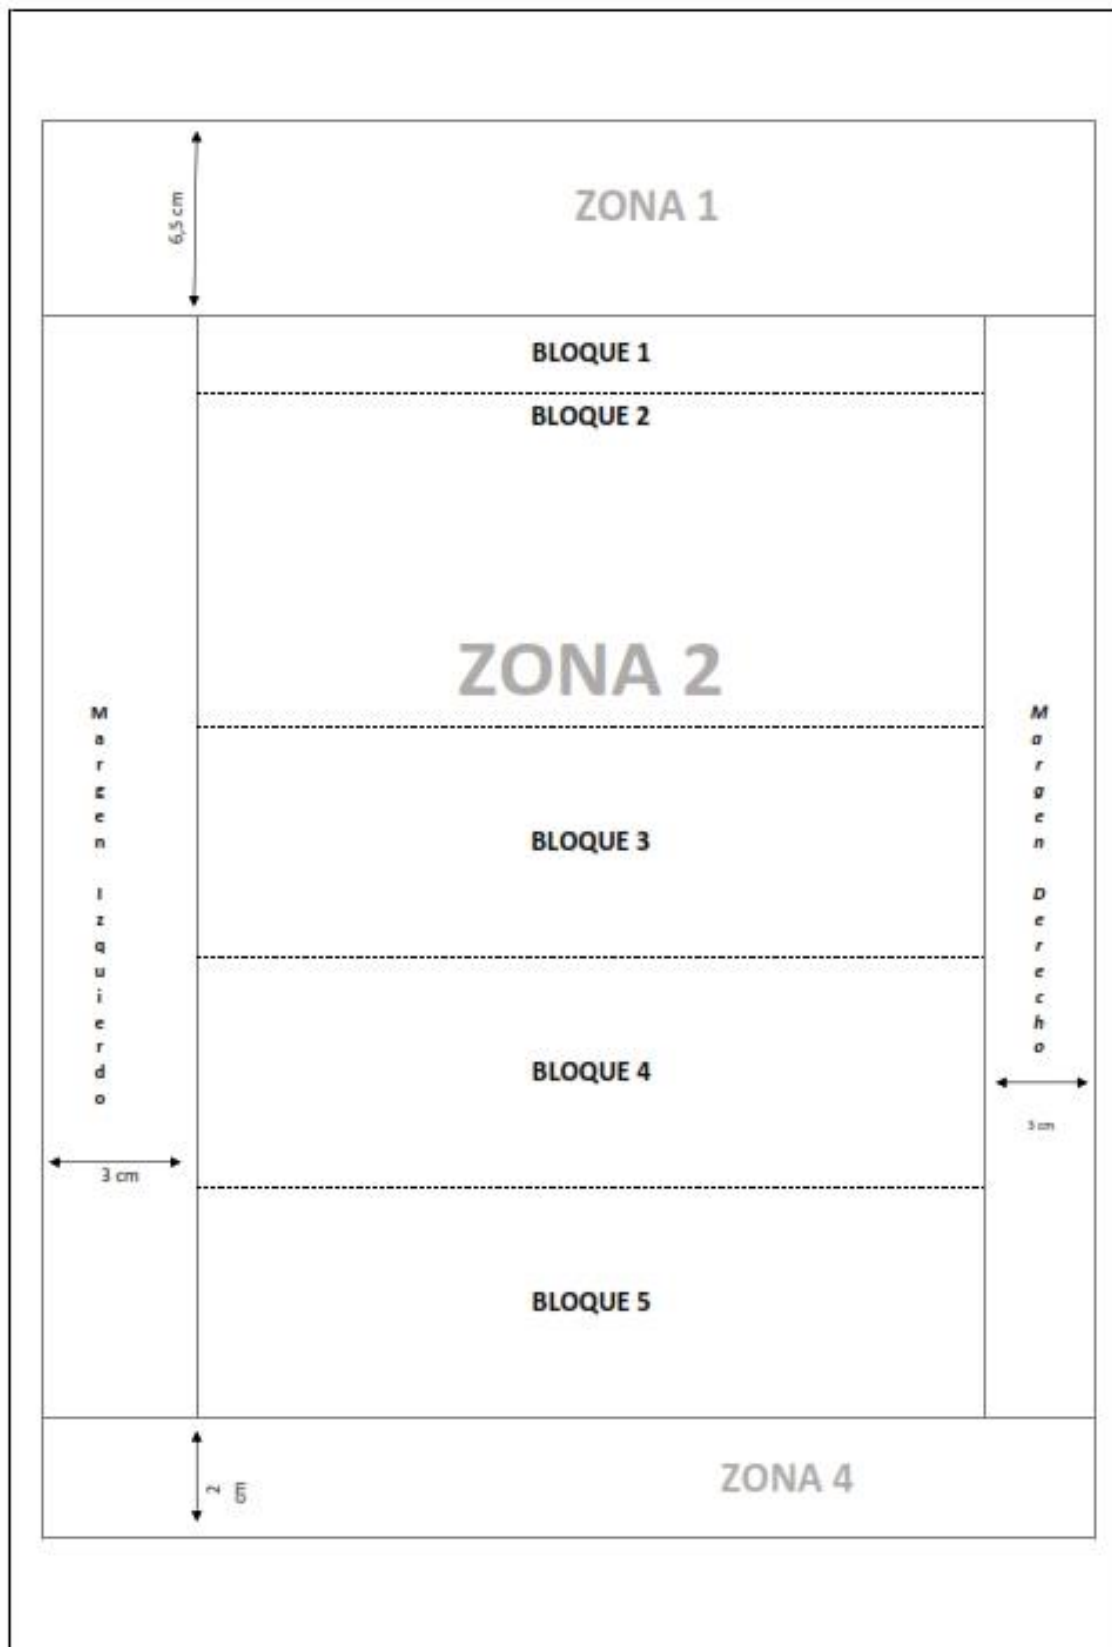 6,5 cm
ZONA 1
BLOQUE 1
BLOQUE 2
ZONA 2
Margen Izquierdo
Margen Derecho
BLOQUE 3
BLOQUE 4
3 cm
3 cm
BLOQUE 5
2 cm
ZONA 4